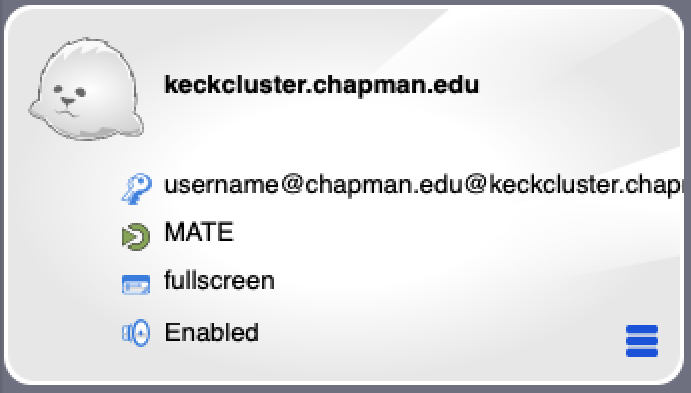 keckcluster.chapman.edu
username@chapman.edu@keckcluster.chap
MATE
fullscreen
Enabled